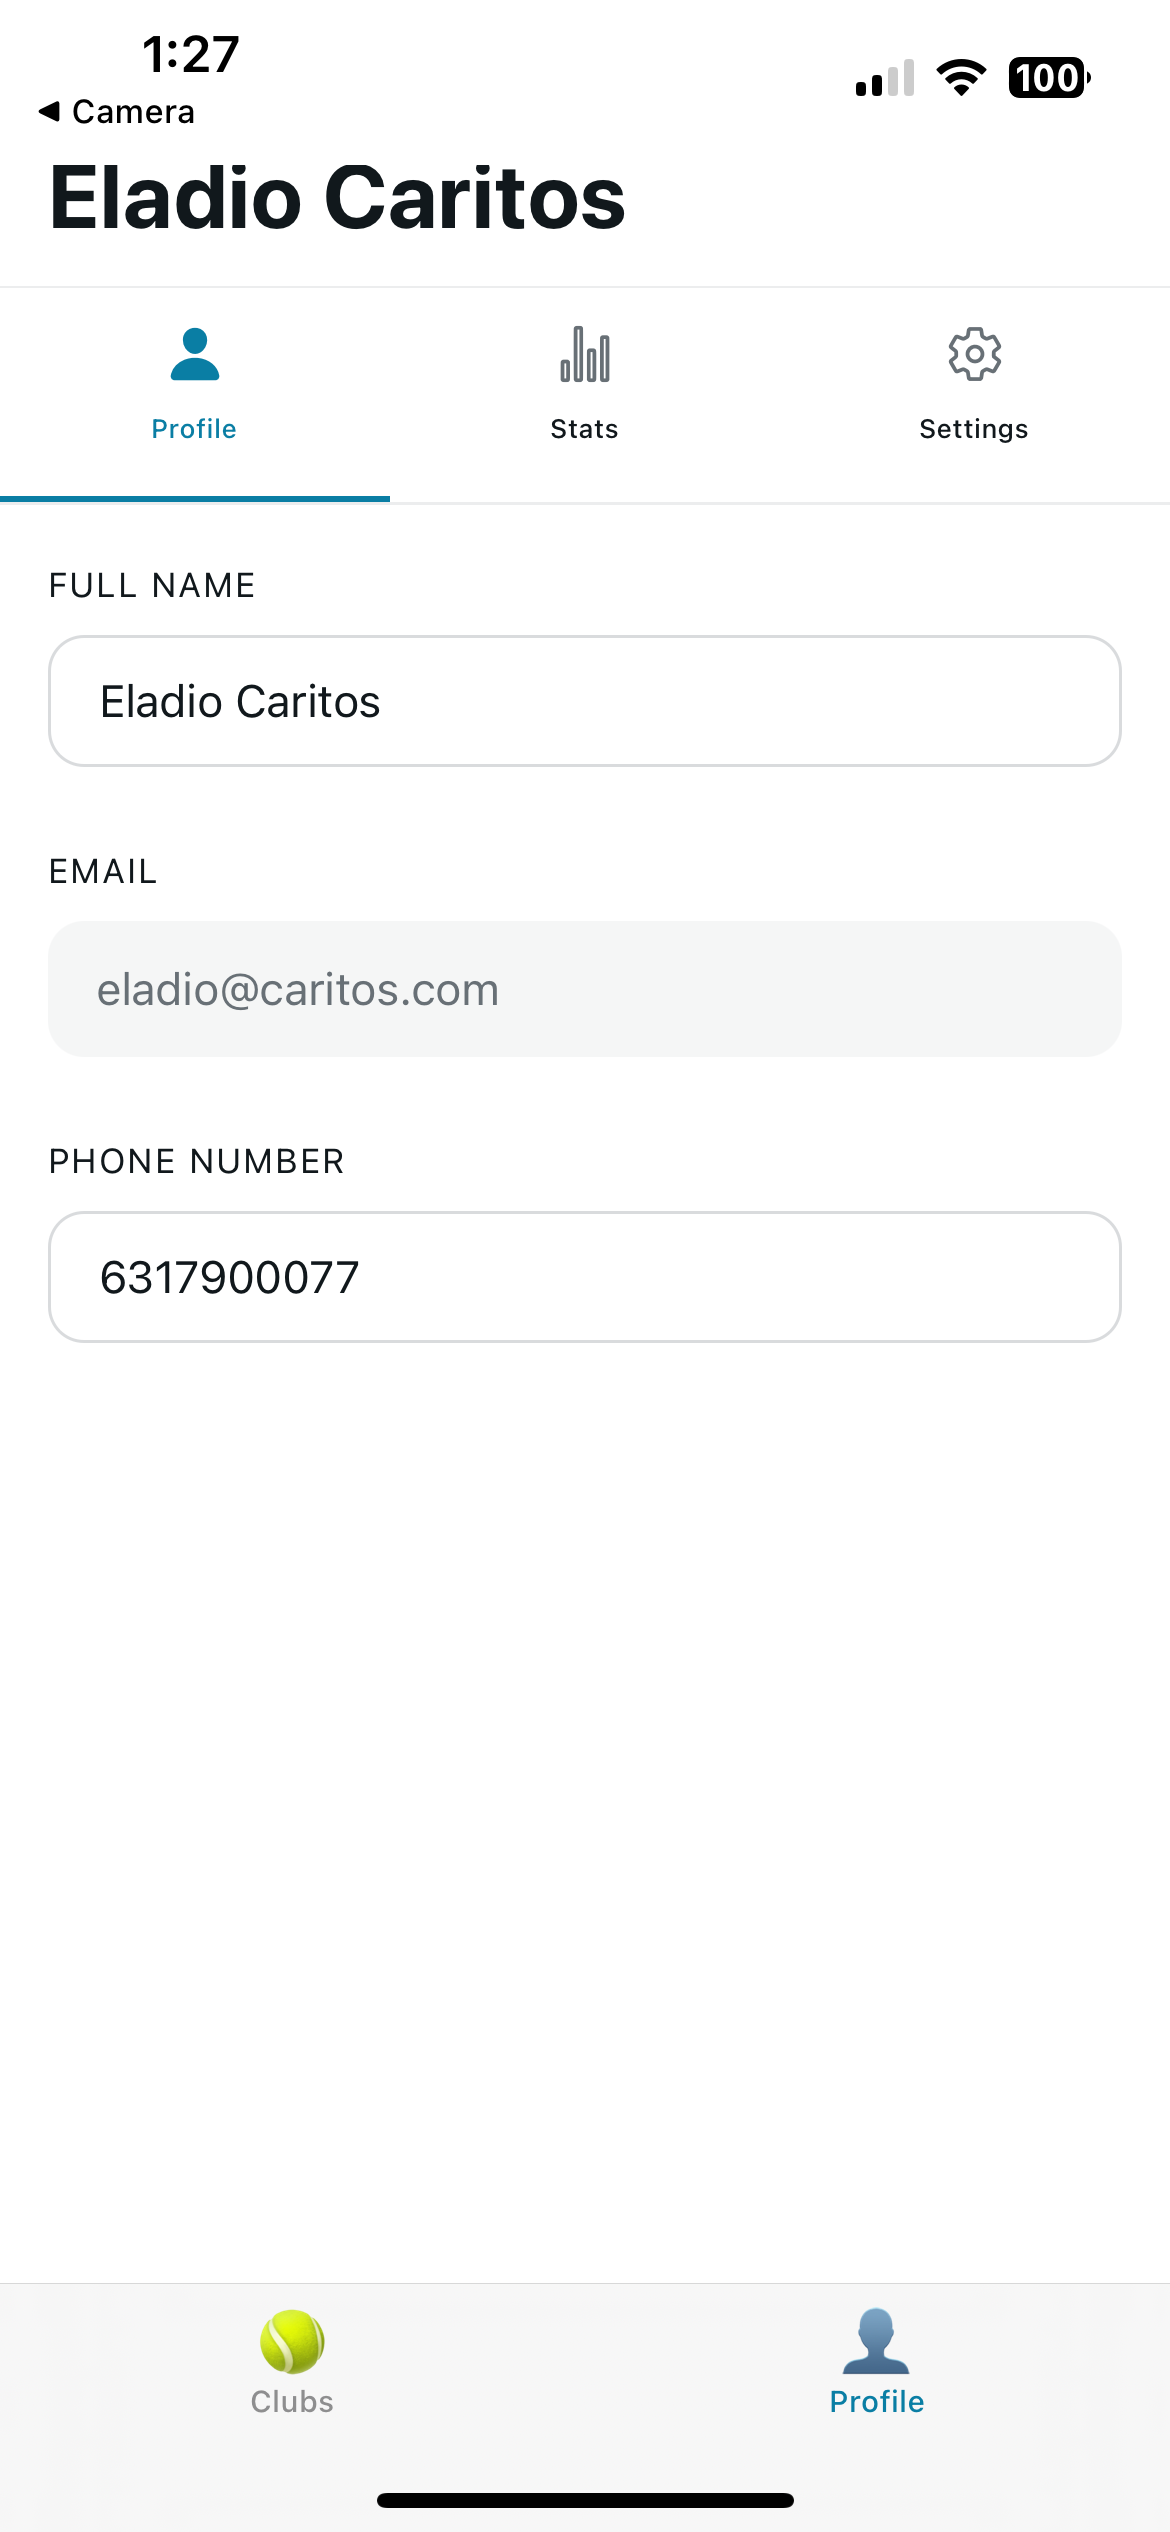 1:27
100
◀ Camera
Eladio Caritos
Profile
Stats
Settings
FULL NAME
Eladio Caritos
EMAIL
eladio@caritos.com
PHONE NUMBER
6317900077
Clubs
Profile